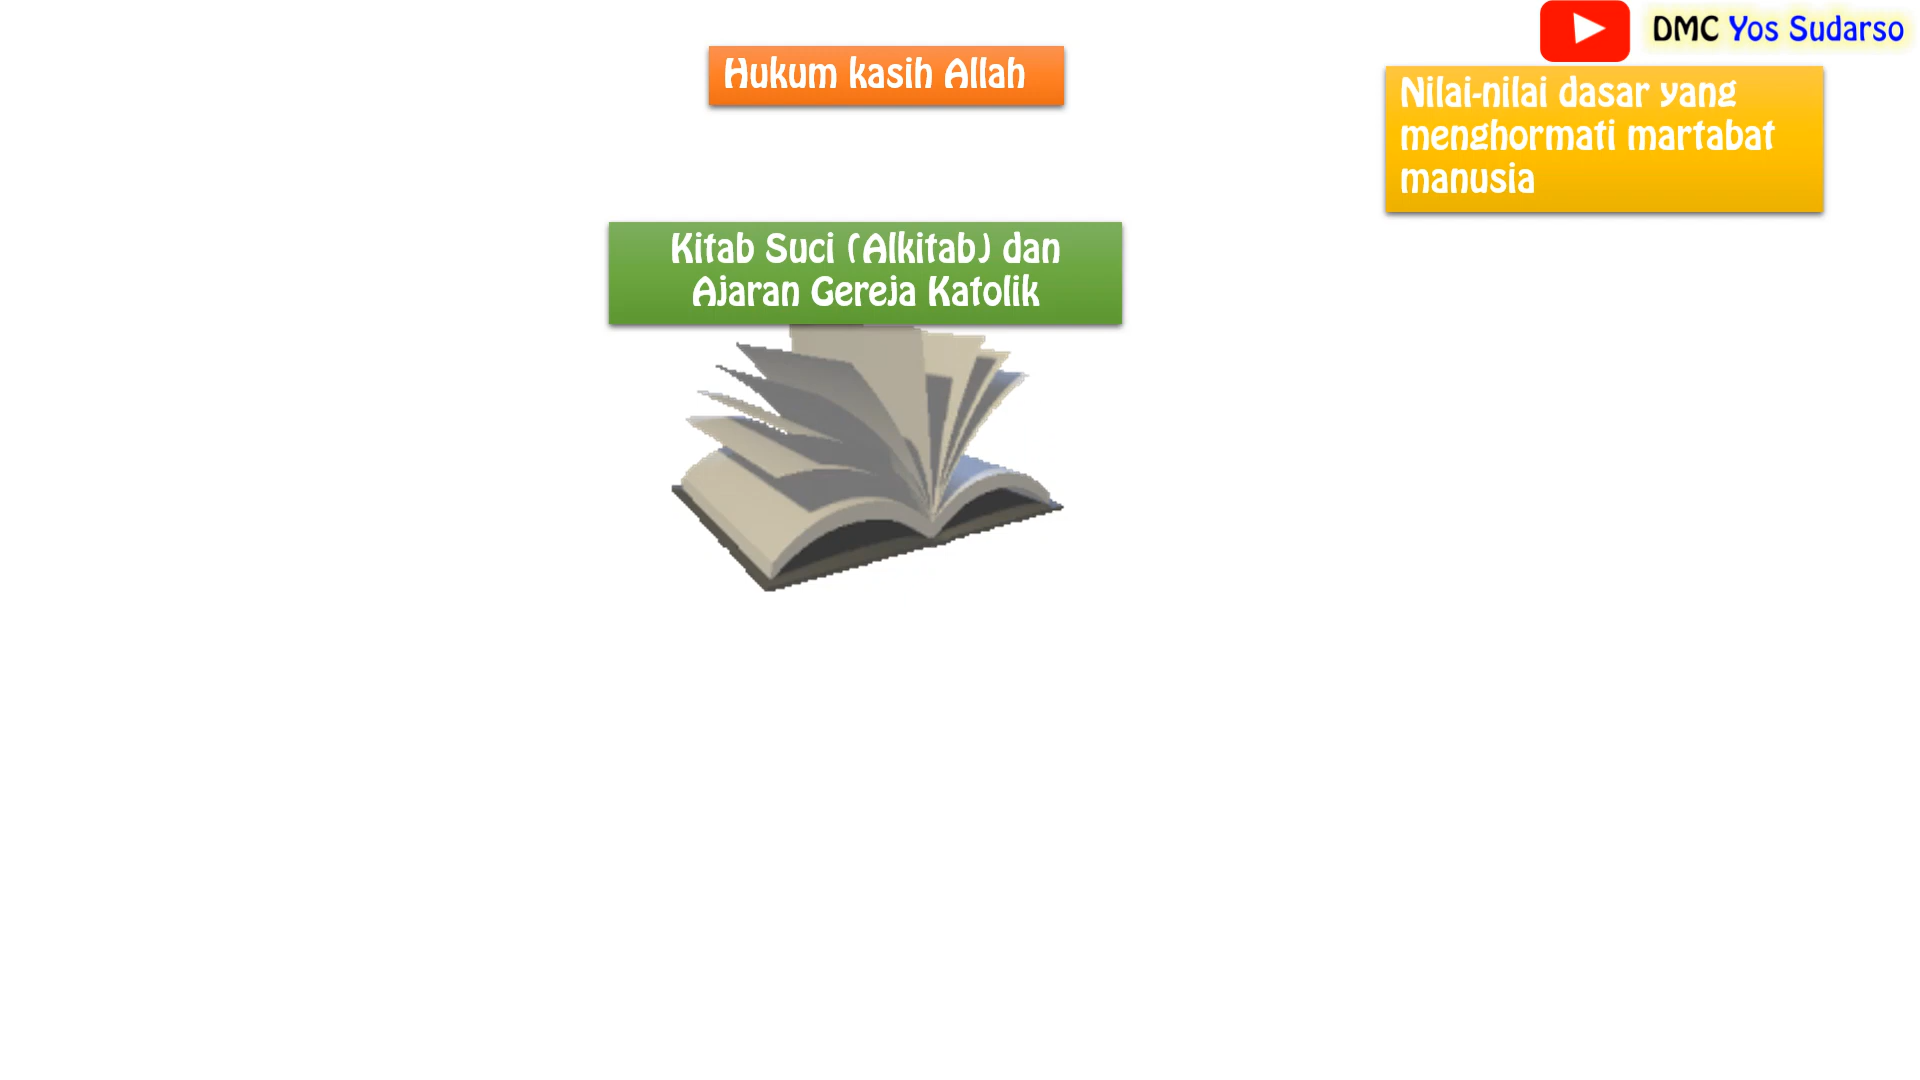 DMC Yos Sudarso
Hukum kasih Allah
Nilai-nilai dasar yang
menghormati martabat
manusia
Kitab Suci (Alkitab) dan
Ajaran Gereja Katolik